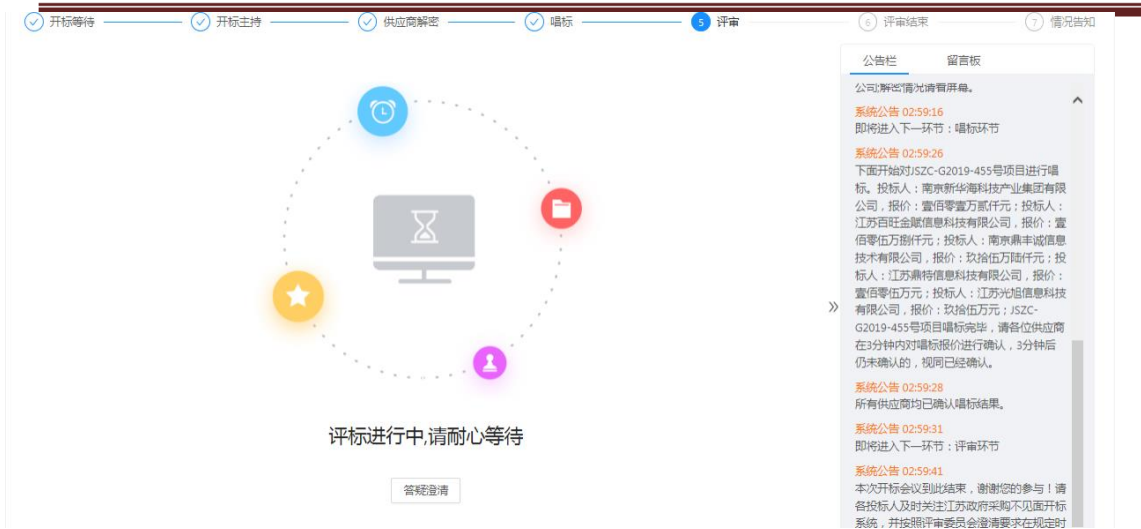 开标等待
开标主持
供应商解密
唱标
5 评审
6 评审结束
7 情况告知
评标进行中,请耐心等待
答疑澄清
公告栏 留言板
公司;解密情况请看屏幕。
系统公告 02:59:16
即将进入下一环节：唱标环节
系统公告 02:59:26
下面开始对JSZC-G2019-455号项目进行唱
标。投标人：南京新华海科技产业集团有限
公司，报价：壹佰零壹万贰仟元；投标人：
江苏百旺金赋信息科技有限公司，报价：壹
佰零伍万捌仟元；投标人：南京鼎丰诚信息
技术有限公司，报价：玖拾伍万陆仟元；投
标人：江苏鼎特信息科技有限公司，报价：
壹佰零伍万元；投标人：江苏光旭信息科技
有限公司，报价：玖拾伍万元；JSZC-
G2019-455号项目唱标完毕，请各位供应商
在3分钟内对唱标报价进行确认，3分钟后
仍未确认的，视同已经确认。
系统公告 02:59:28
所有供应商均已确认唱标结果。
系统公告 02:59:31
即将进入下一环节：评审环节
系统公告 02:59:41
本次开标会议到此结束，谢谢您的参与！请
各投标人及时关注江苏政府采购不见面开标
系统，并按照评审委员会澄清要求在规定时